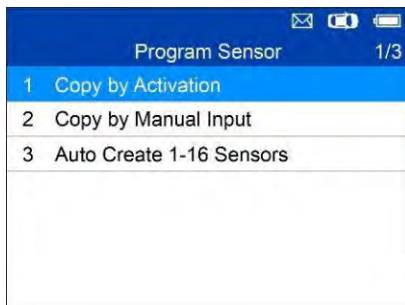 Program Sensor 1/3
1 Copy by Activation
2 Copy by Manual Input
3 Auto Create 1-16 Sensors